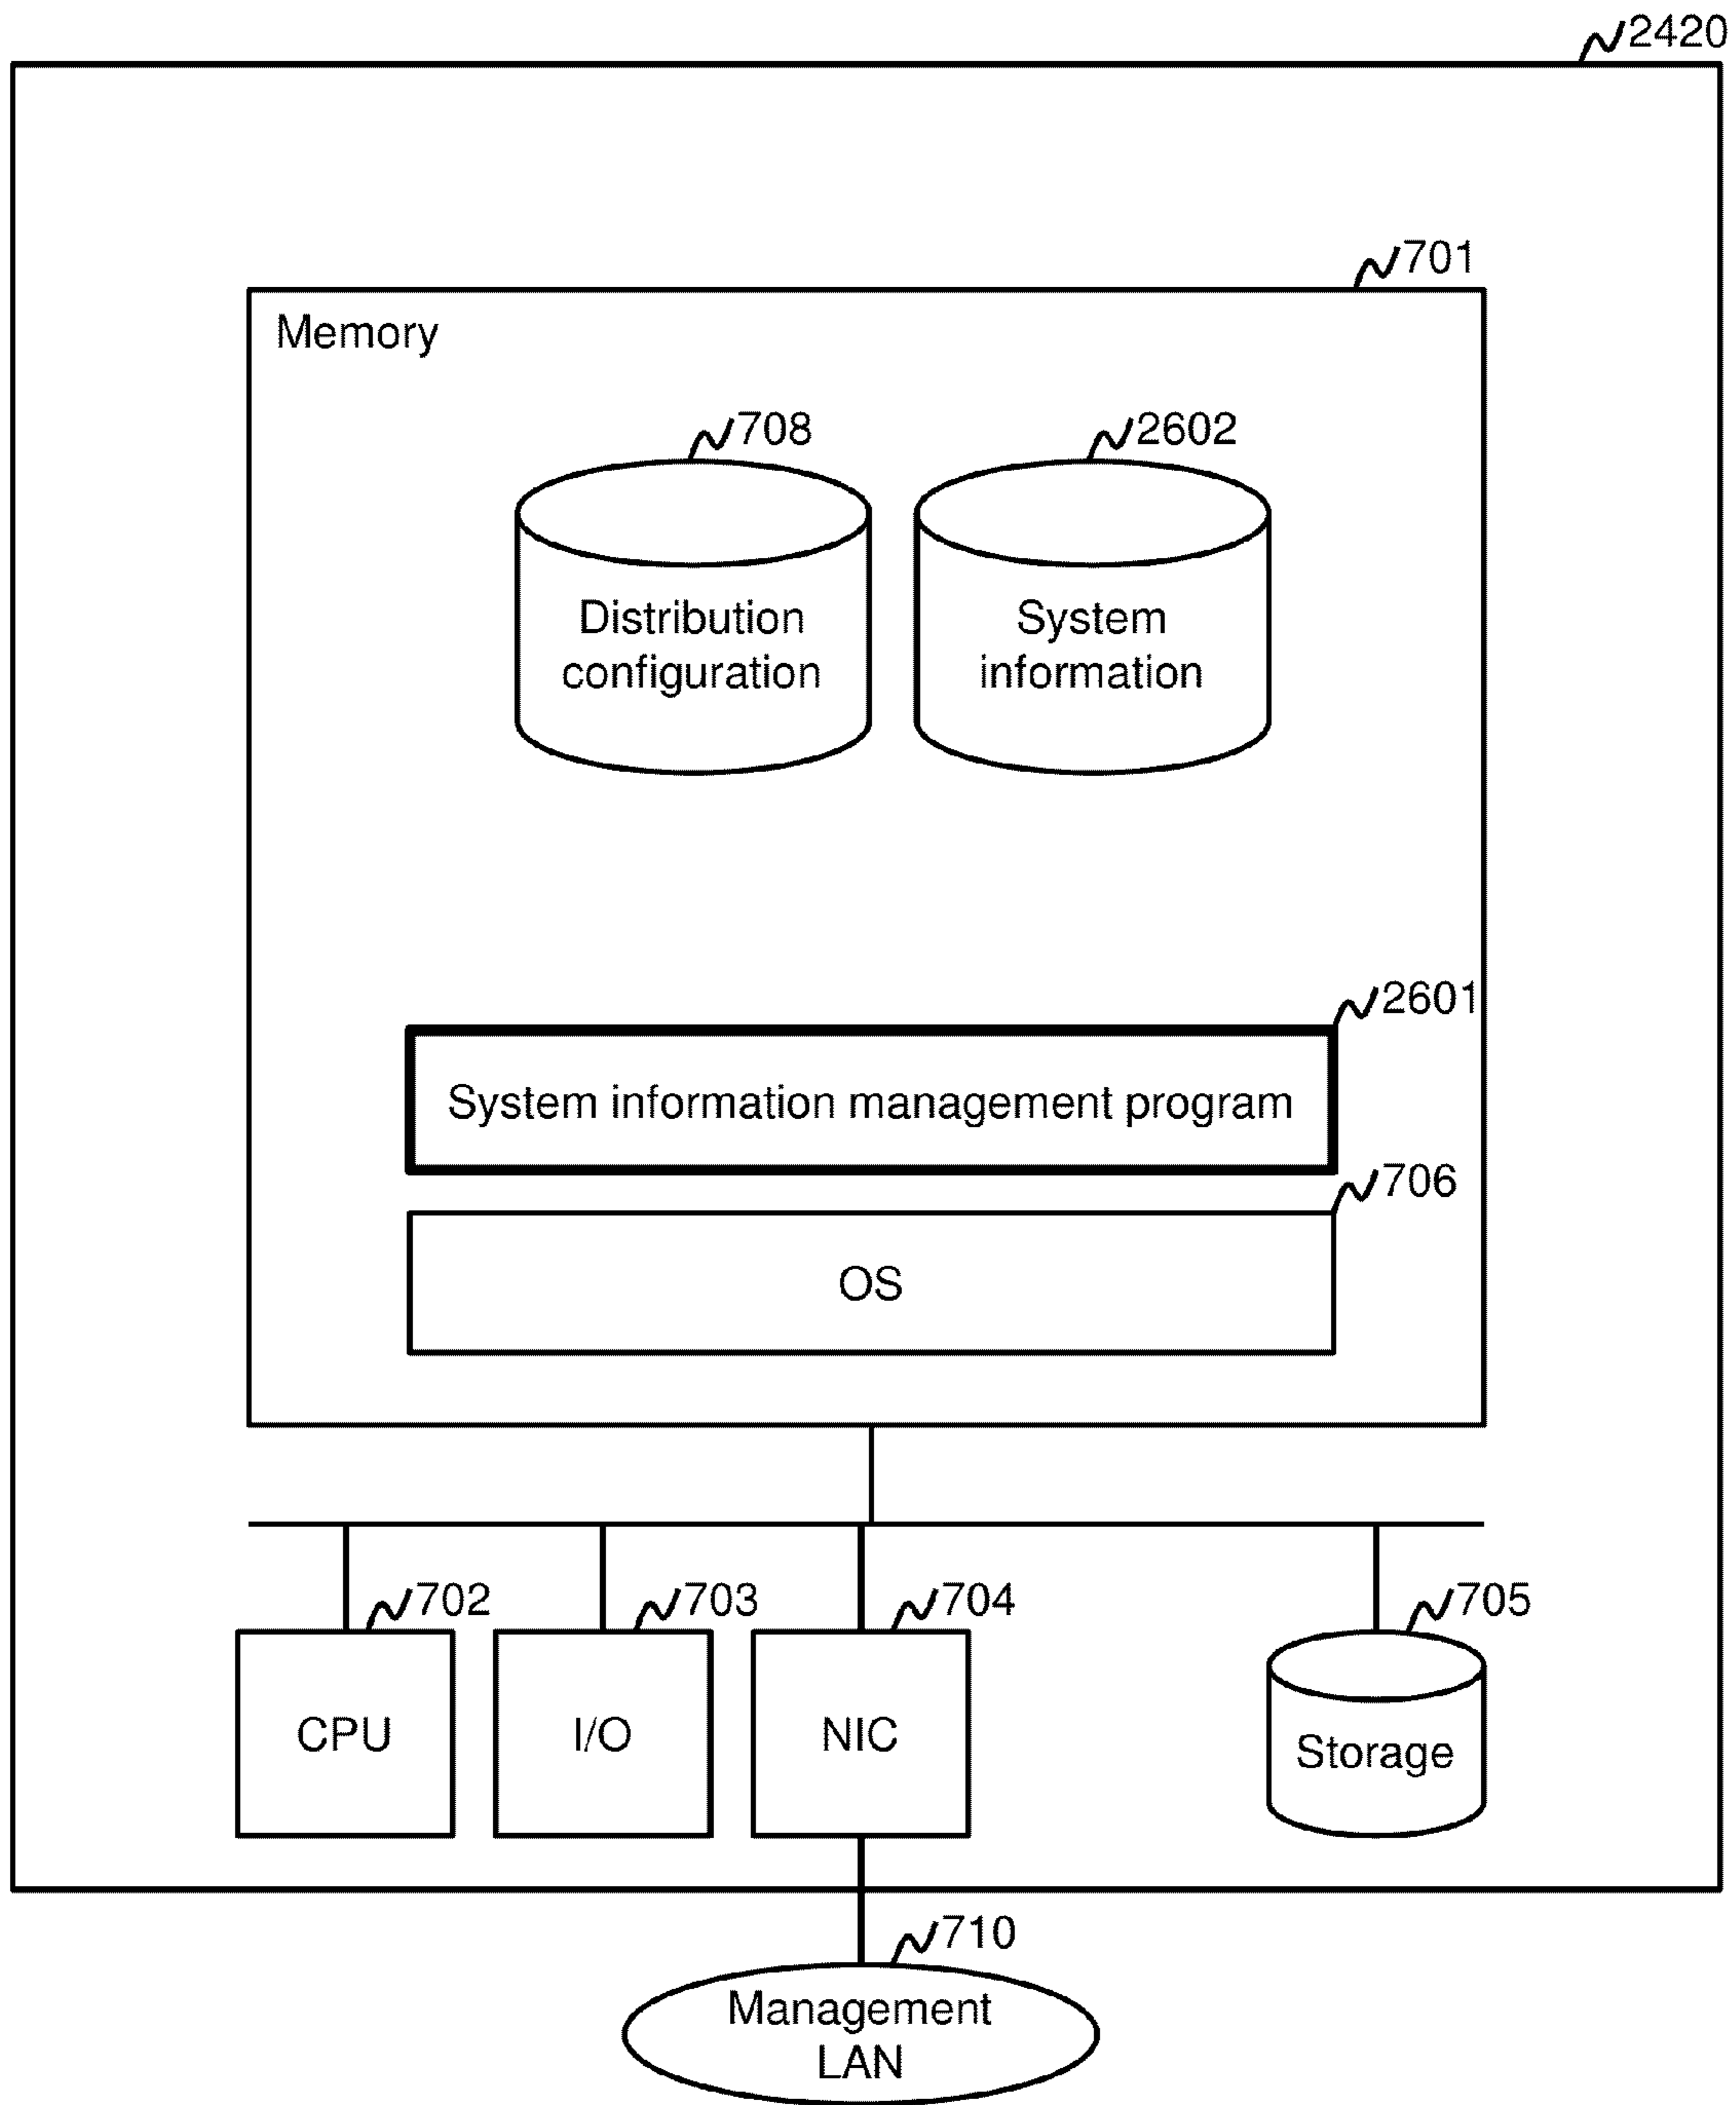 2420
701
Memory
708
2602
Distribution
configuration
System
information
2601
System information management program
706
OS
702
703
704
705
CPU
I/O
NIC
Storage
710
Management
LAN